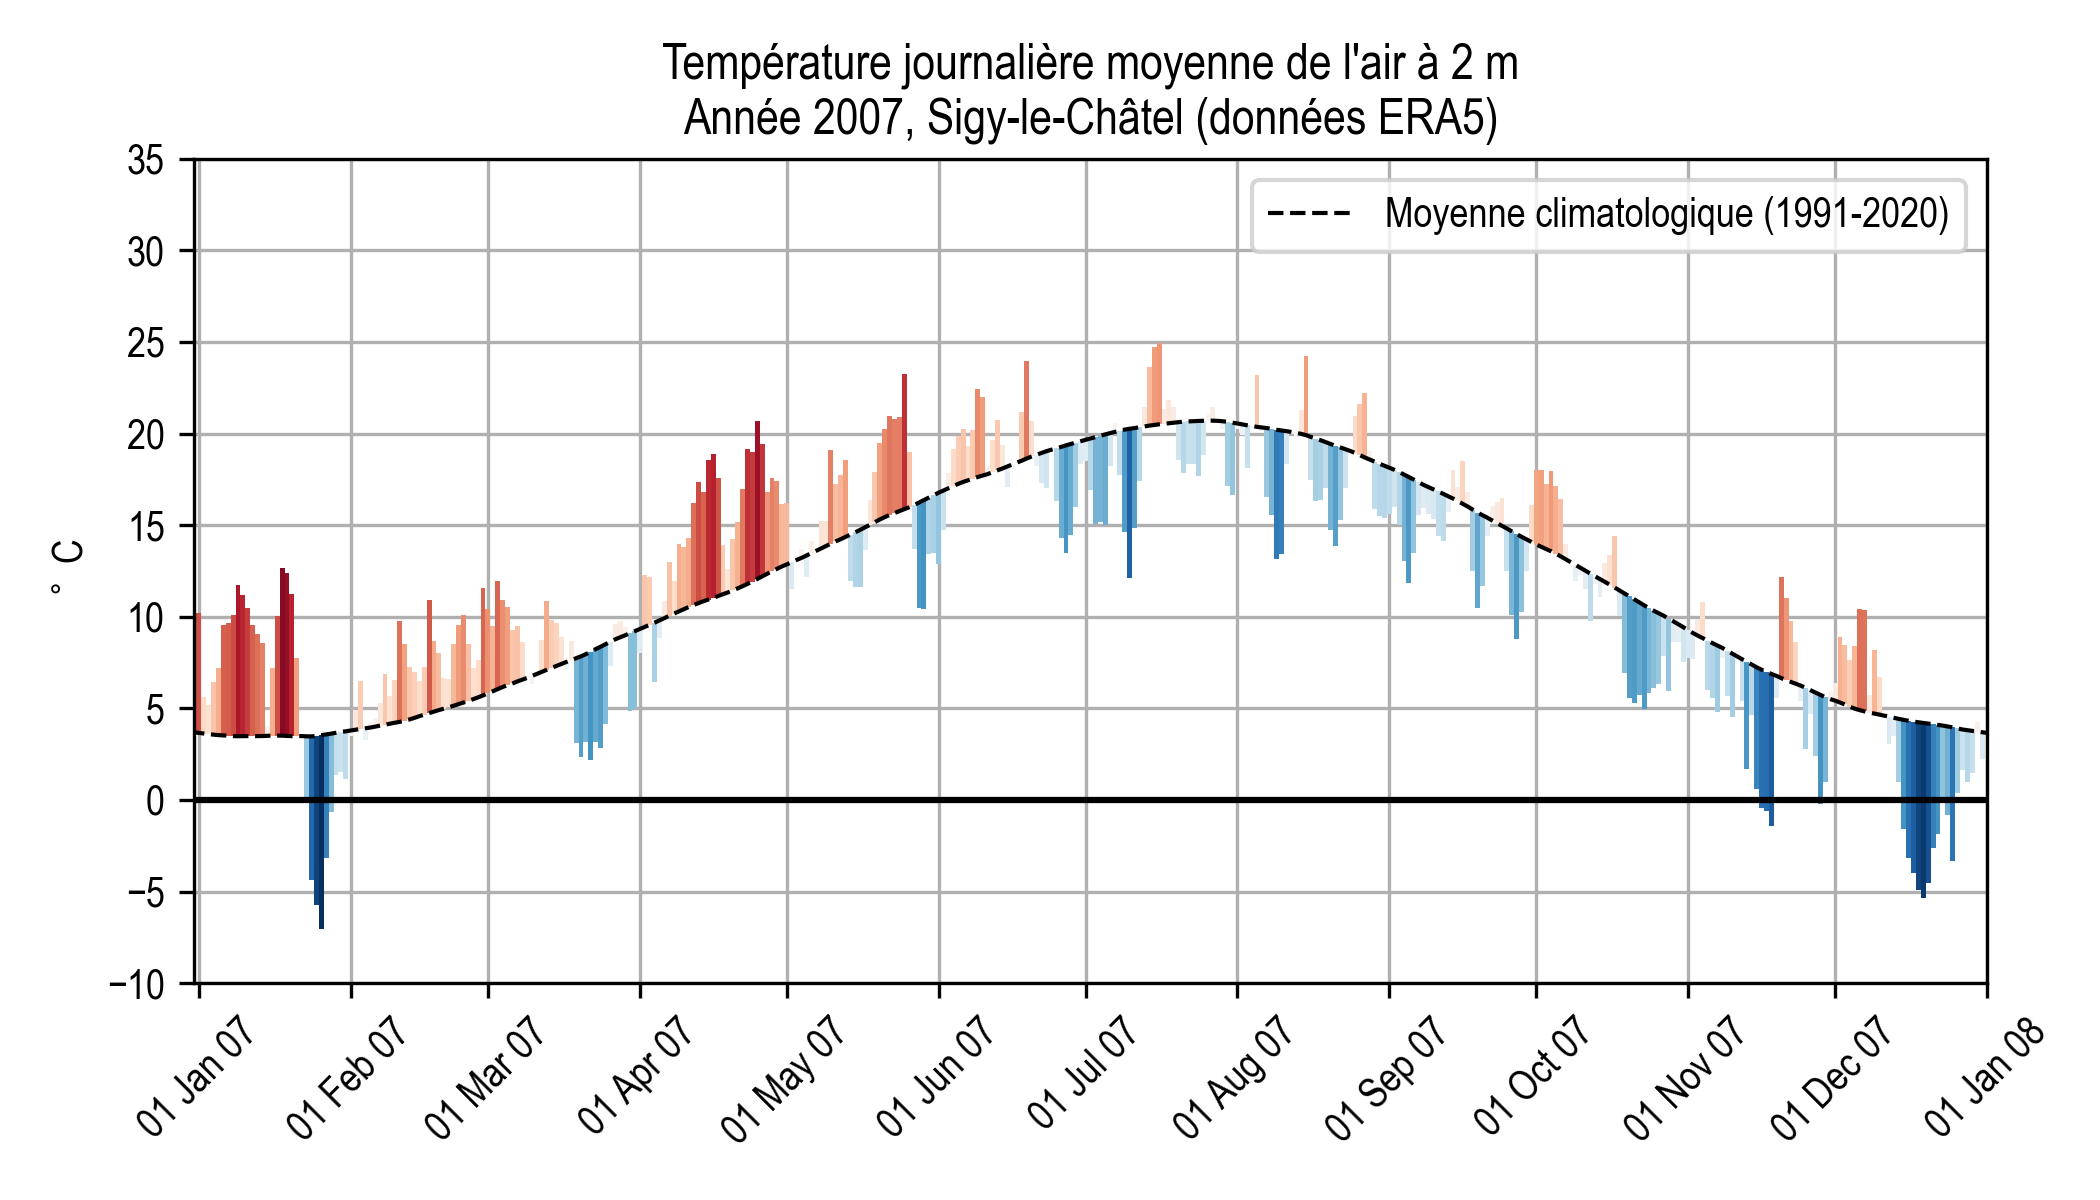 Température journalière moyenne de l'air à 2 m
Année 2007, Sigy-le-Châtel (données ERA5)
Moyenne climatologique (1991-2020)
° C
35
30
25
20
15
10
5
0
−5
−10
01 Jan 07
01 Feb 07
01 Mar 07
01 Apr 07
01 May 07
01 Jun 07
01 Jul 07
01 Aug 07
01 Sep 07
01 Oct 07
01 Nov 07
01 Dec 07
01 Jan 08